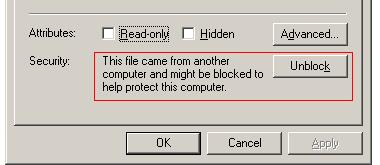 Attributes: Read-only Hidden Advanced...
Security: This file came from another Unblock
computer and might be blocked to
help protect this computer.
OK Cancel Apply